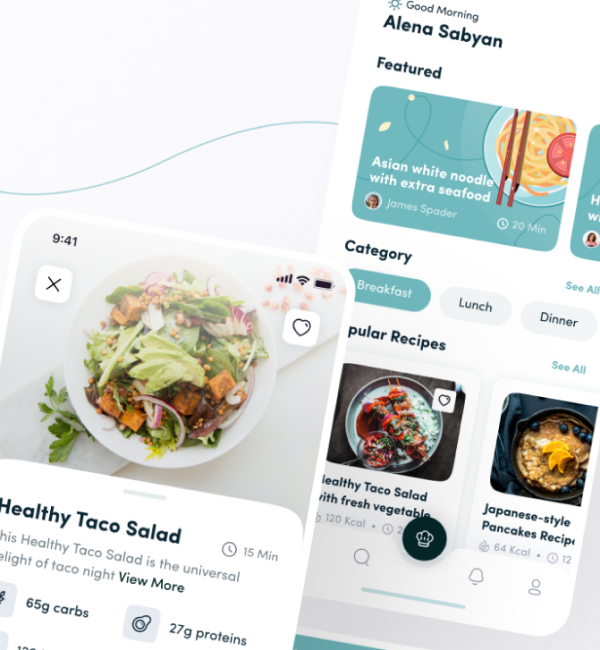 Good Morning
Alena Sabyan
Featured
Asian white noodle
with extra seafood
James Spader
20 Min
Category
See All
Breakfast
Lunch
Dinner
pular Recipes
See All
ealthy Taco Salad
with fresh vegetable
120 Kcal •
Japanese-style
Pancakes Recipe
64 Kcal • 12
9:41
Healthy Taco Salad
15 Min
his Healthy Taco Salad is the universal
elight of taco night View More
65g carbs
27g proteins